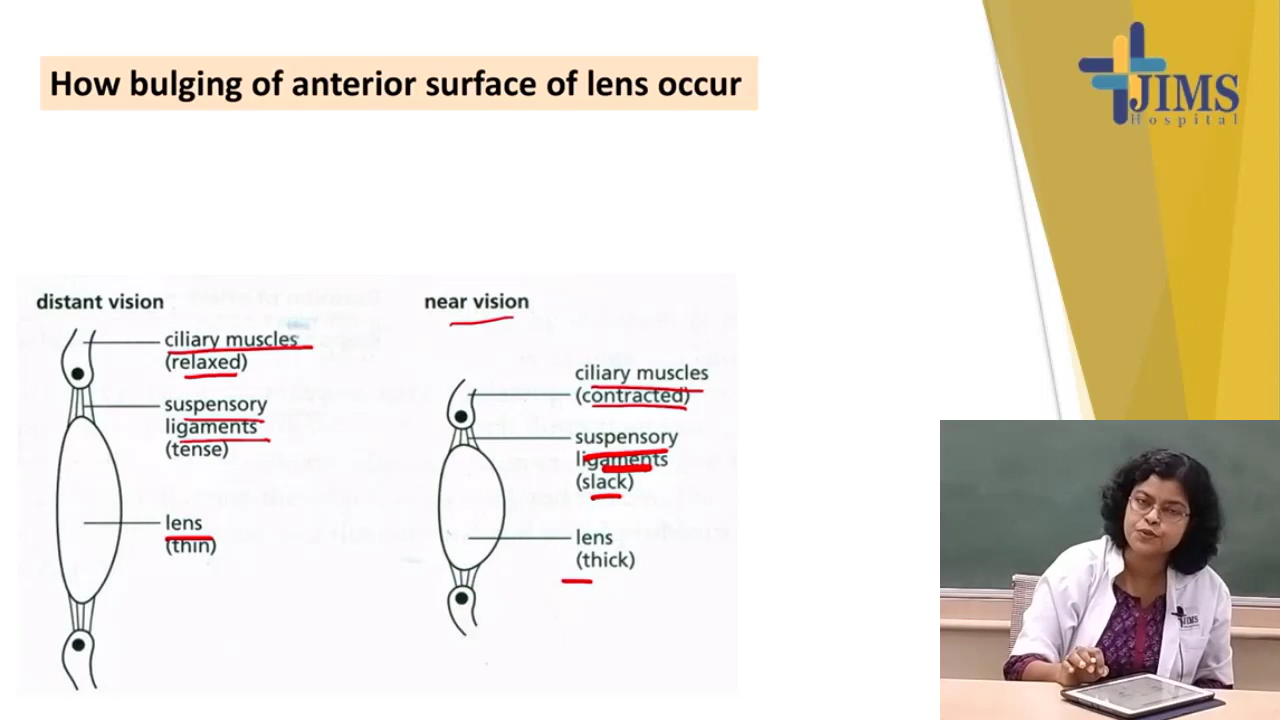 How bulging of anterior surface of lens occur
JIMS
Hospital
distant vision
ciliary muscles
(relaxed)
suspensory
ligaments
(tense)
lens
(thin)
near vision
ciliary muscles
(contracted)
suspensory
ligaments
(slack)
lens
(thick)
JIMS